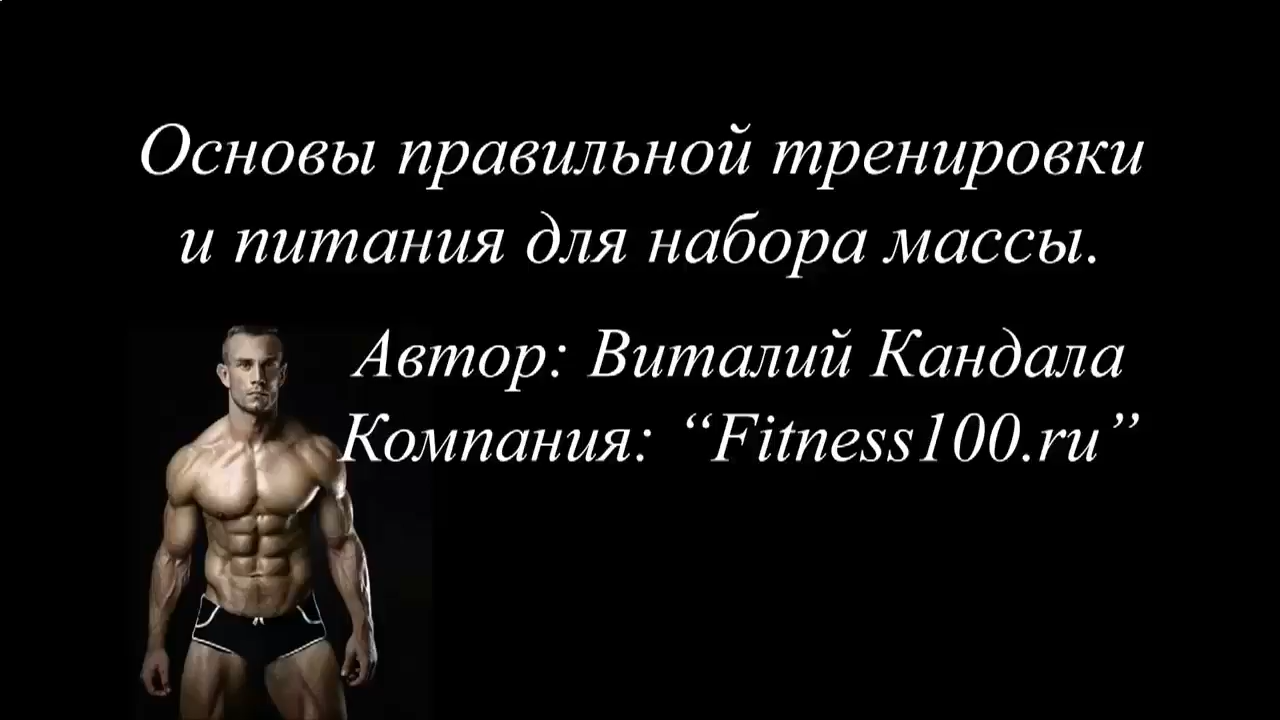 Основы правильной тренировки
и питания для набора массы.
Автор: Виталий Кандала
Компания: “Fitness100.ru”